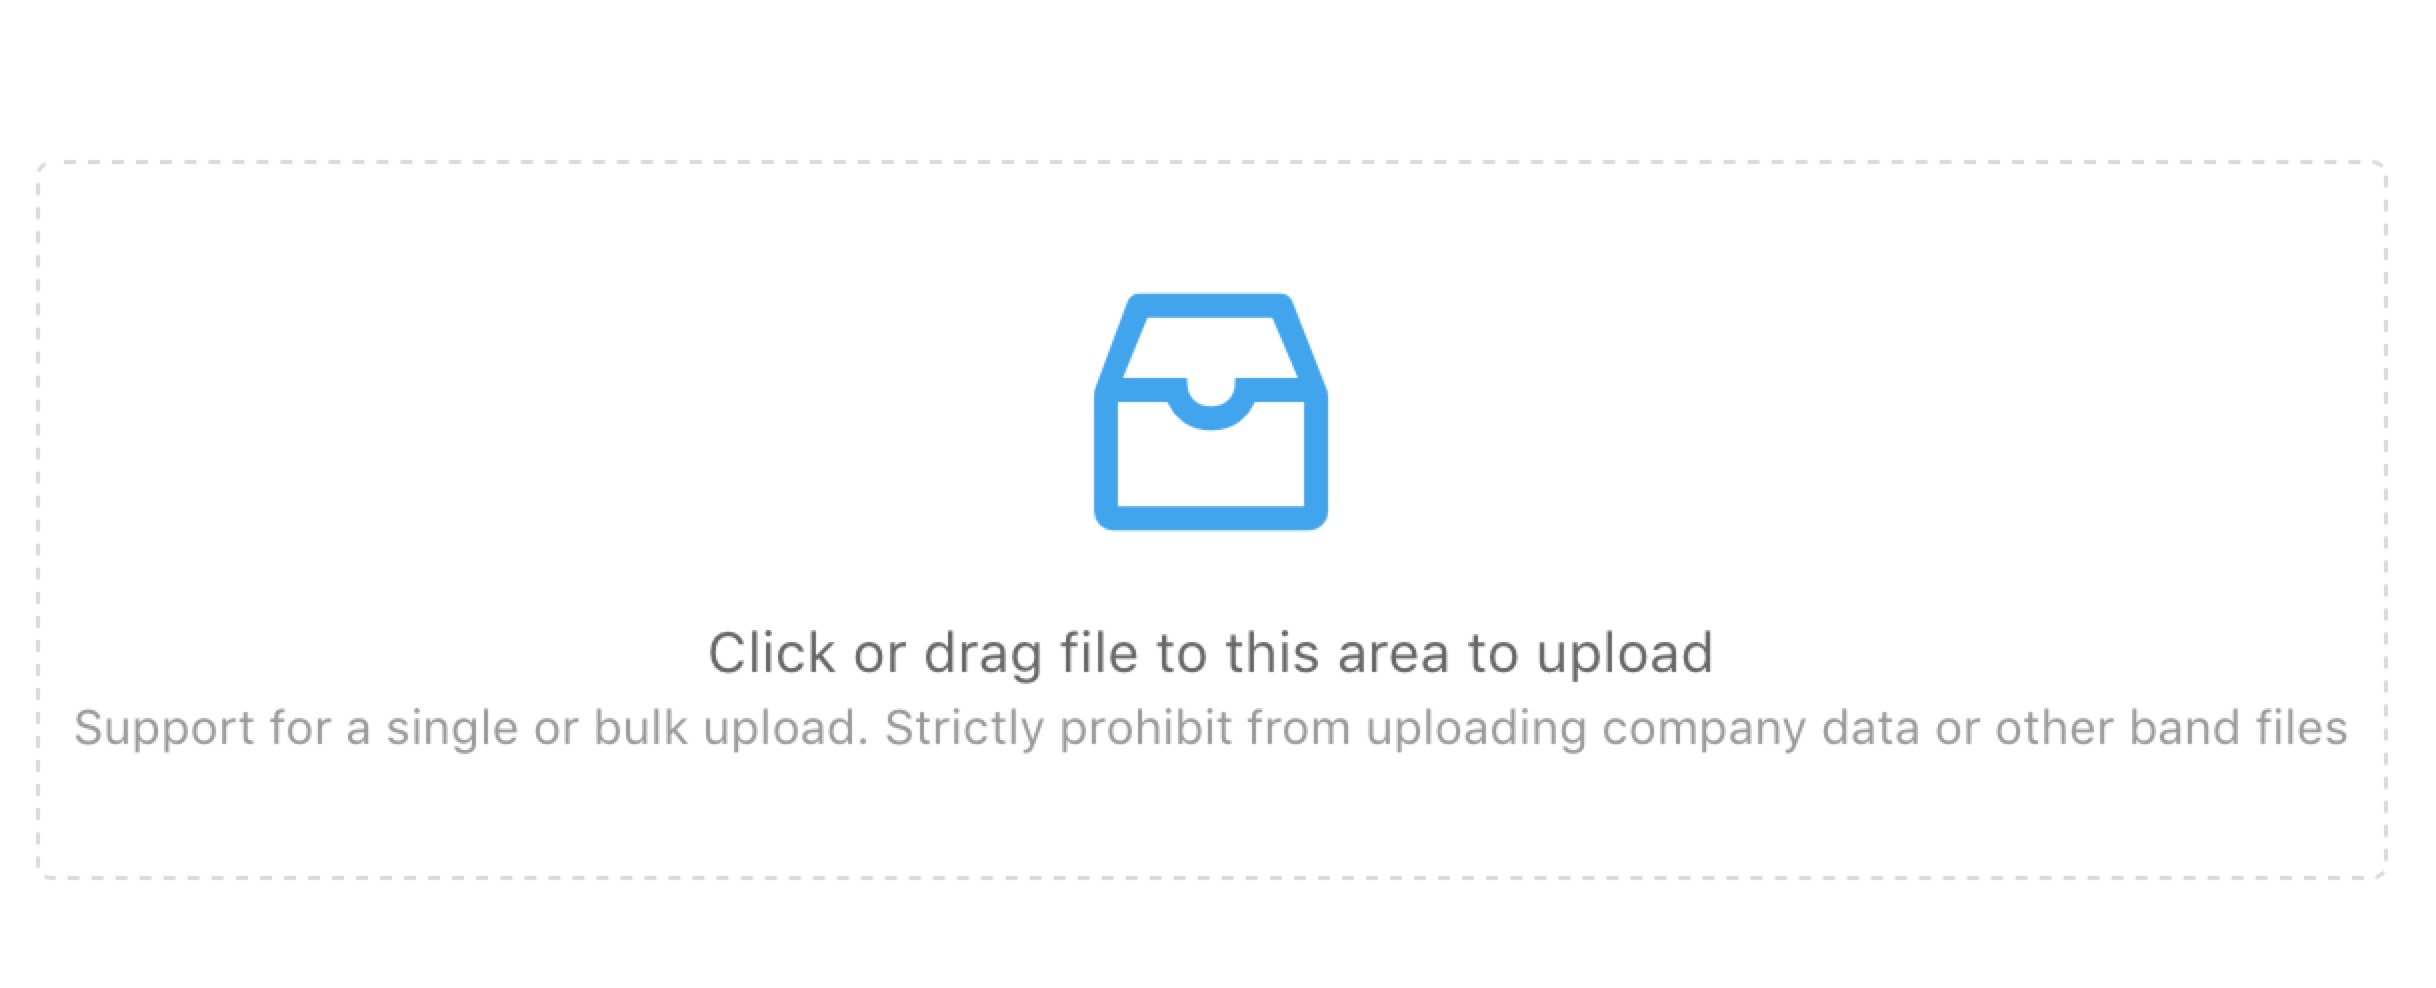 Click or drag file to this area to upload
Support for a single or bulk upload. Strictly prohibit from uploading company data or other band files